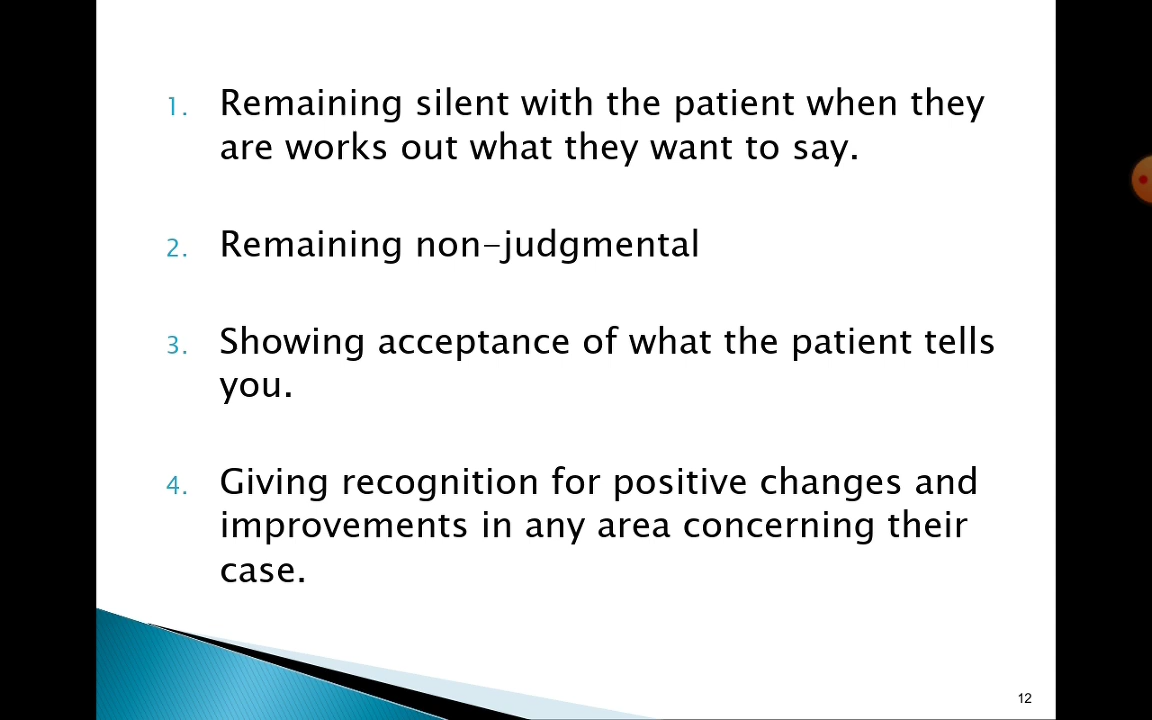 1. Remaining silent with the patient when they
are works out what they want to say.
2. Remaining non-judgmental
3. Showing acceptance of what the patient tells
you.
4. Giving recognition for positive changes and
improvements in any area concerning their
case.
12